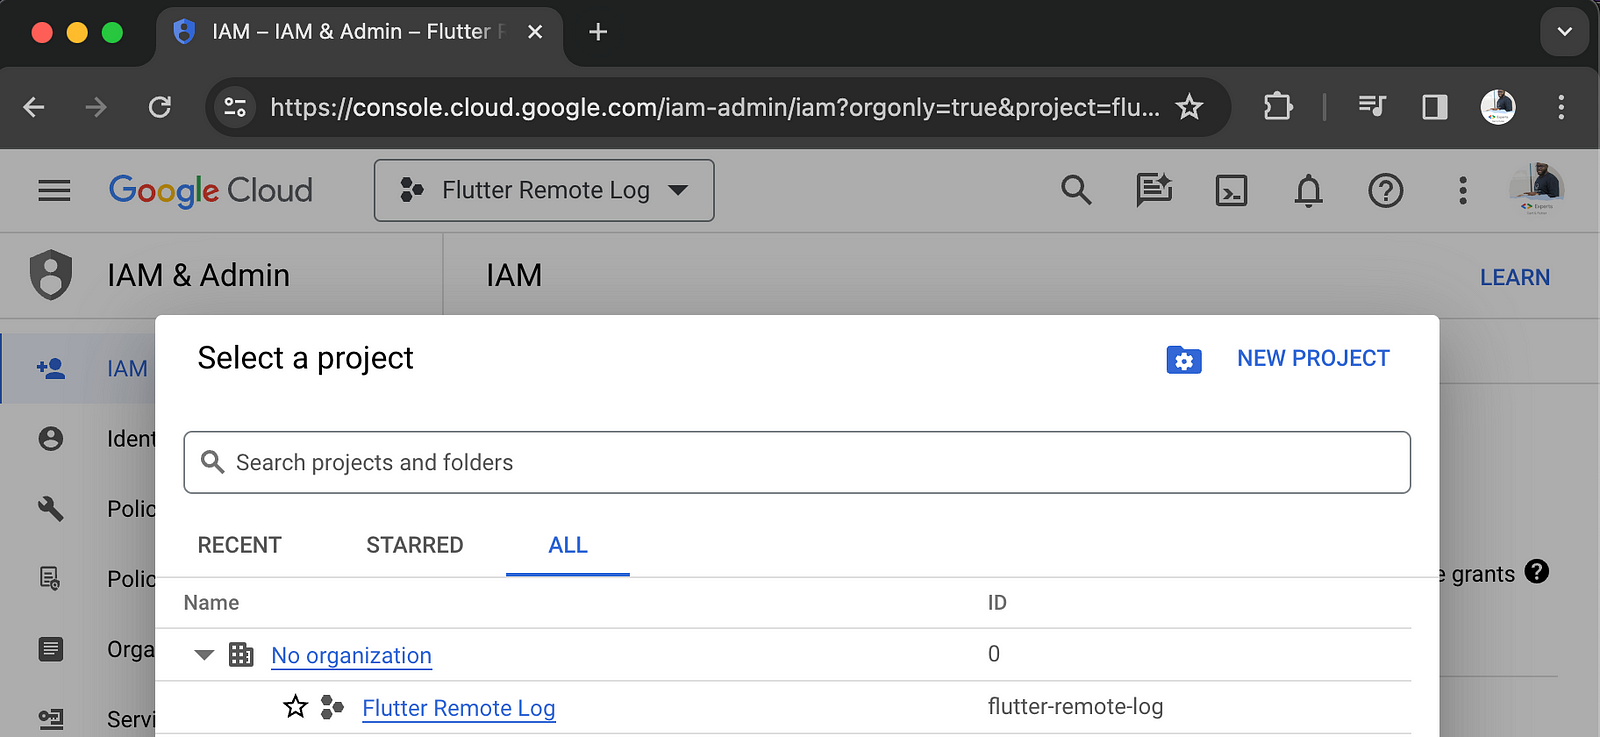 IAM – IAM & Admin – Flutter
https://console.cloud.google.com/iam-admin/iam?orgonly=true&project=flu...
Google Cloud
Flutter Remote Log
Experts
IAM & Admin
IAM
LEARN
Select a project
NEW PROJECT
IAM
Search projects and folders
Ident
RECENT
STARRED
ALL
Polic
Polic
e grants
Name
ID
Orga
No organization
0
Servi
Flutter Remote Log
flutter-remote-log